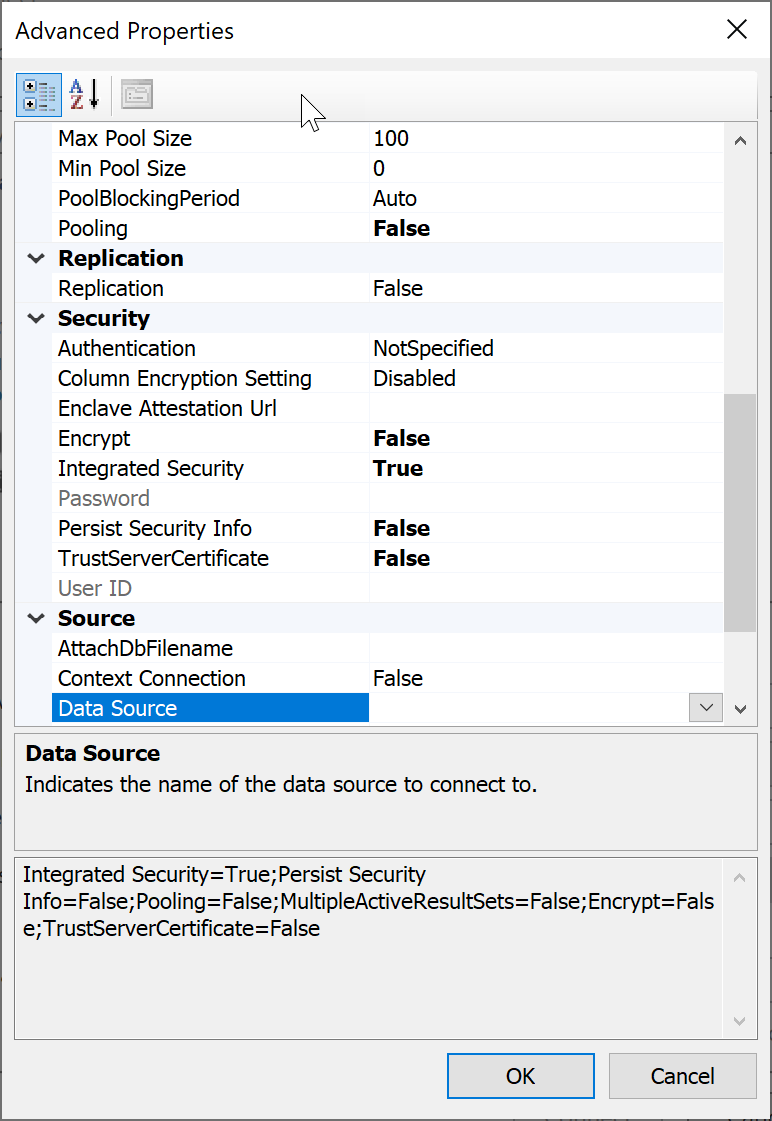 Advanced Properties
Max Pool Size 100
Min Pool Size 0
PoolBlockingPeriod Auto
Pooling False
Replication
Replication False
Security
Authentication NotSpecified
Column Encryption Setting Disabled
Enclave Attestation Url
Encrypt False
Integrated Security True
Password
Persist Security Info False
TrustServerCertificate False
User ID
Source
AttachDbFilename
Context Connection False
Data Source
Data Source
Indicates the name of the data source to connect to.
Integrated Security=True;Persist Security
Info=False;Pooling=False;MultipleActiveResultSets=False;Encrypt=Fals
e;TrustServerCertificate=False
OK Cancel